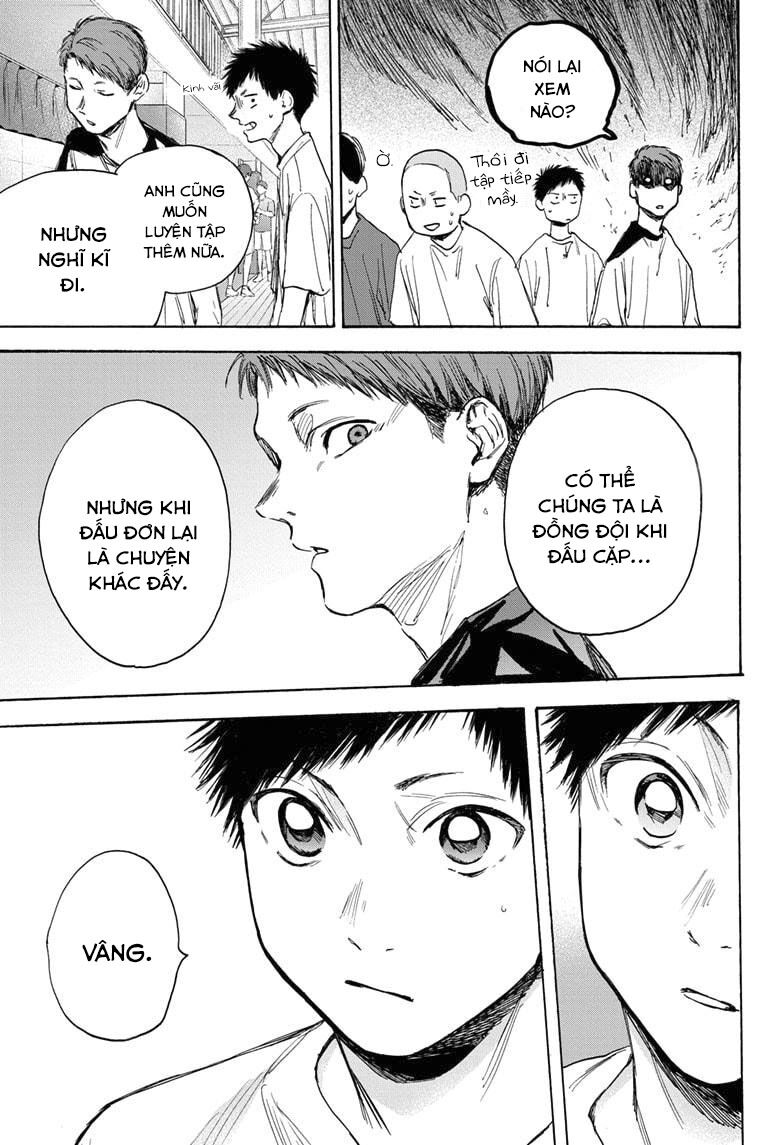 NÓI LẠI
XEM
NÀO?
Thôi đi
tập tiếp
mầy.
Ờ.
Kinh vãi
ANH CŨNG
MUỐN
LUYỆN TẬP
THÊM NỮA.
NHƯNG
NGHĨ KĨ
ĐI.
CÓ THỂ
CHÚNG TA LÀ
ĐỒNG ĐỘI KHI
ĐẤU CẶP...
NHƯNG KHI
ĐẤU ĐƠN LẠI
LÀ CHUYỆN
KHÁC ĐẤY.
VÂNG.